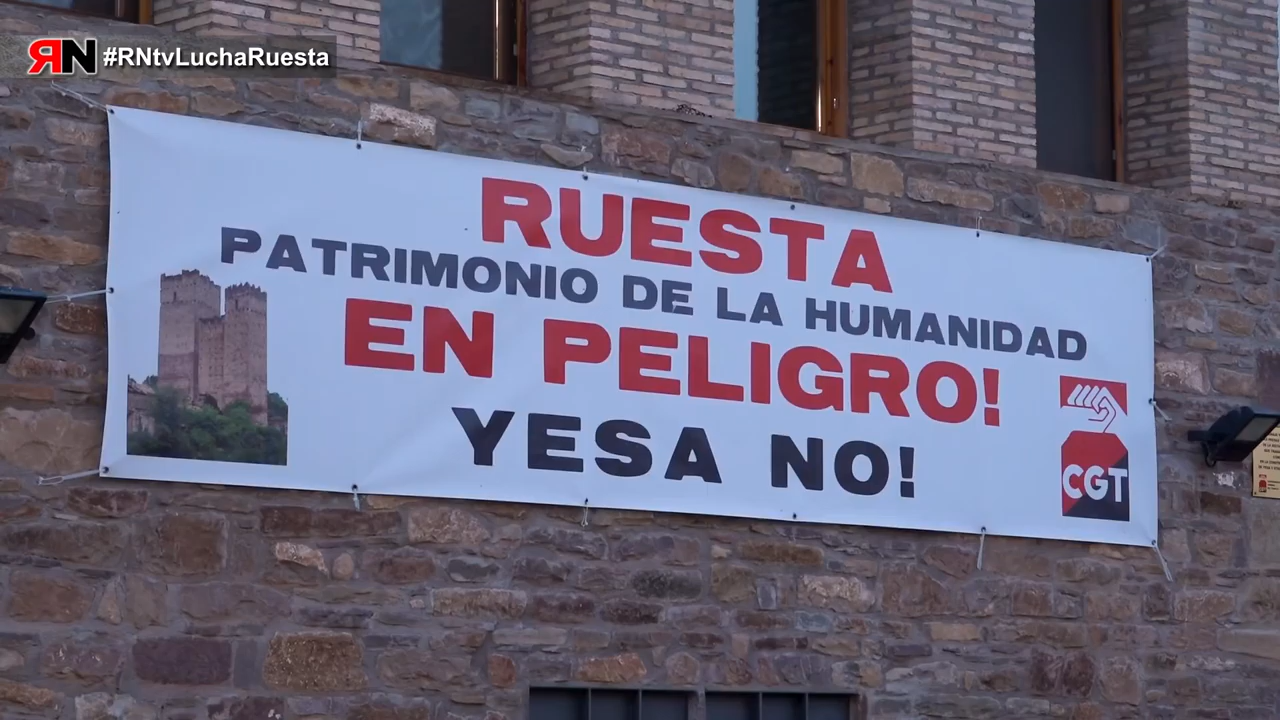 RN #RNtvLuchaRuesta
RUESTA
PATRIMONIO DE LA HUMANIDAD
EN PELIGRO!
YESA NO!
CGT